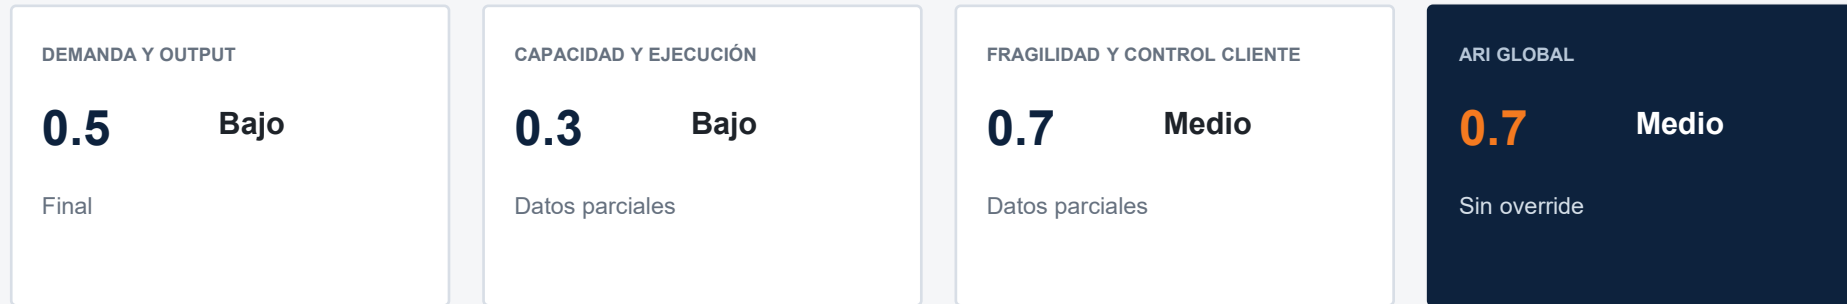 DEMANDA Y OUTPUT
0.5 Bajo
Final
CAPACIDAD Y EJECUCIÓN
0.3 Bajo
Datos parciales
FRAGILIDAD Y CONTROL CLIENTE
0.7 Medio
Datos parciales
ARI GLOBAL
0.7 Medio
Sin override